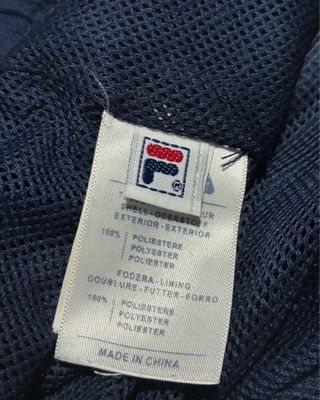 F®
SHELL-OBERSTOFF
EXTERIOR-EXTERIOR
100% POLIESTERE
POLYESTER
POLIESTER
FODERA-LINING
DOUBLURE-FUTTER-FORRO
100% POLIESTERE
POLYESTER
POLIESTER
MADE IN CHINA